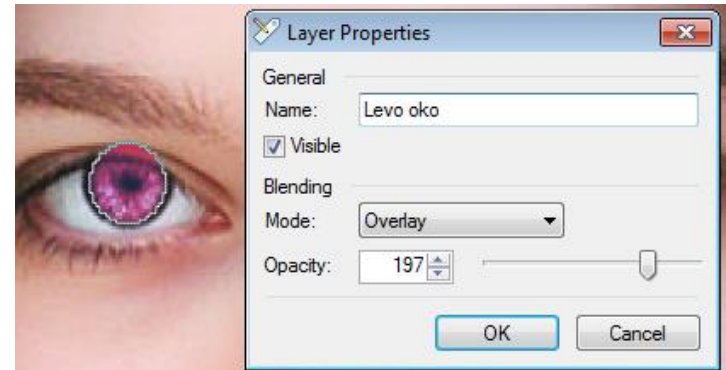 Layer Properties
General
Name: Levo oko
Visible
Blending
Mode: Overlay
Opacity: 197
OK Cancel